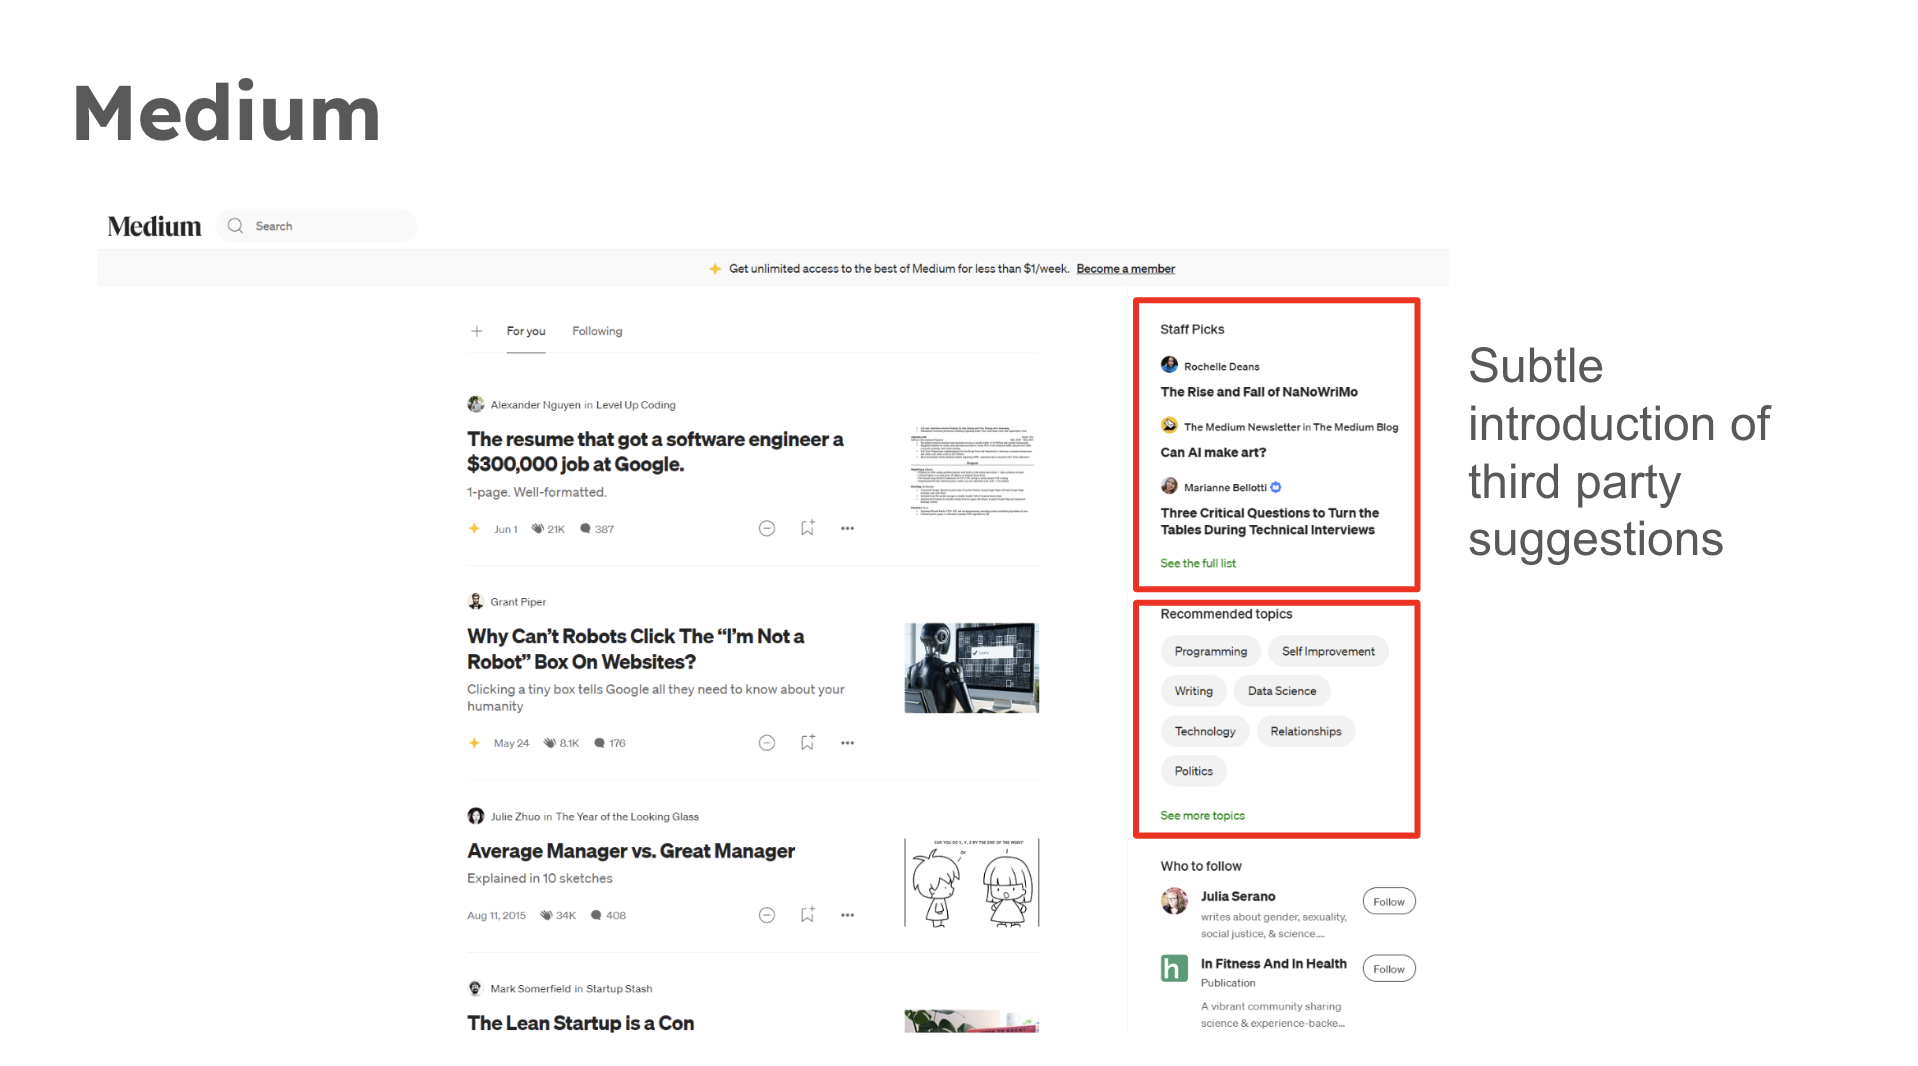 Medium
Medium
Search
Get unlimited access to the best of Medium for less than $1/week. Become a member
For you
Following
Alexander Nguyen in Level Up Coding
The resume that got a software engineer a
$300,000 job at Google.
1-page. Well-formatted.
Jun 1
21K
387
Grant Piper
Why Can’t Robots Click The “I’m Not a
Robot” Box On Websites?
Clicking a tiny box tells Google all they need to know about your
humanity
May 24
8.1K
176
Julie Zhuo in The Year of the Looking Glass
Average Manager vs. Great Manager
Explained in 10 sketches
CAN YOU DO X, Y, Z BY THE END OF THE WEEK?
Aug 11, 2015
34K
408
Mark Somerfield in Startup Stash
The Lean Startup is a Con
Staff Picks
Rochelle Deans
The Rise and Fall of NaNoWriMo
The Medium Newsletter in The Medium Blog
Can AI make art?
Marianne Bellotti
Three Critical Questions to Turn the
Tables During Technical Interviews
See the full list
Recommended topics
Programming
Self Improvement
Writing
Data Science
Technology
Relationships
Politics
See more topics
Who to follow
Julia Serano
Follow
writes about gender, sexuality,
social justice, & science....
h
In Fitness And In Health
Follow
Publication
A vibrant community sharing
science & experience-backe...
Subtle
introduction of
third party
suggestions